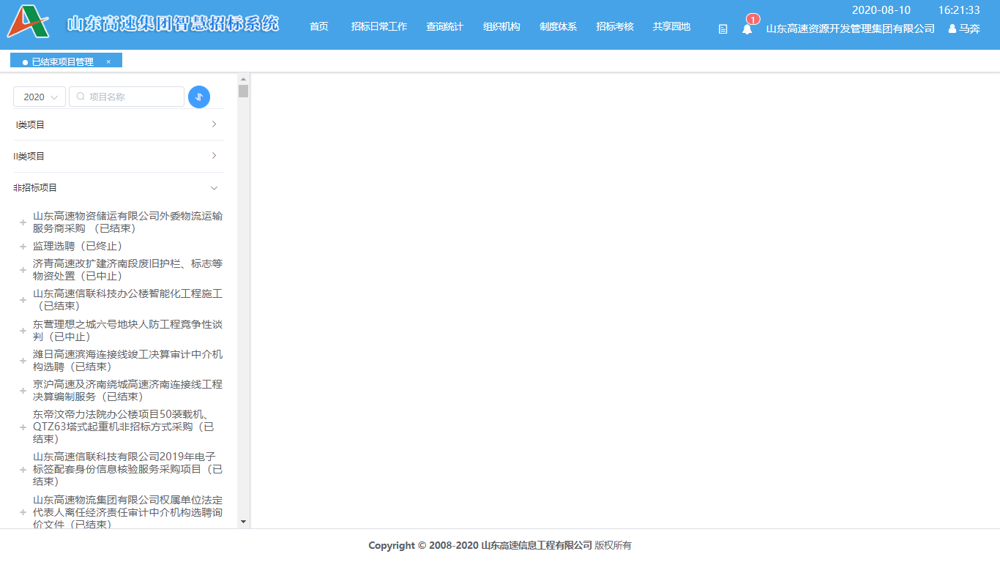 2020-08-10 16:21:33
山东高速集团智慧招标系统
首页 招标日常工作 查询统计 组织机构 制度体系 招标考核 共享园地
1
山东高速资源开发管理集团有限公司 马奔
已结束项目管理 ×
2020 项目名称
I类项目
II类项目
非招标项目
山东高速物资储运有限公司外委物流运输
服务商采购 （已结束）
监理选聘（已终止）
济青高速改扩建济南段废旧护栏、标志等
物资处置（已中止）
山东高速信联科技办公楼智能化工程施工
（已结束）
东营理想之城六号地块人防工程竞争性谈
判（已中止）
潍日高速滨海连接线竣工决算审计中介机
构选聘（已结束）
京沪高速及济南绕城高速济南连接线工程
决算编制服务（已结束）
东帝汶帝力法院办公楼项目50装载机、
QTZ63塔式起重机非招标方式采购（已
结束）
山东高速信联科技有限公司2019年电子
标签配套身份信息核验服务采购项目（已
结束）
山东高速物流集团有限公司权属单位法定
代表人离任经济责任审计中介机构选聘询
价文件（已结束）
Copyright © 2008-2020 山东高速信息工程有限公司 版权所有